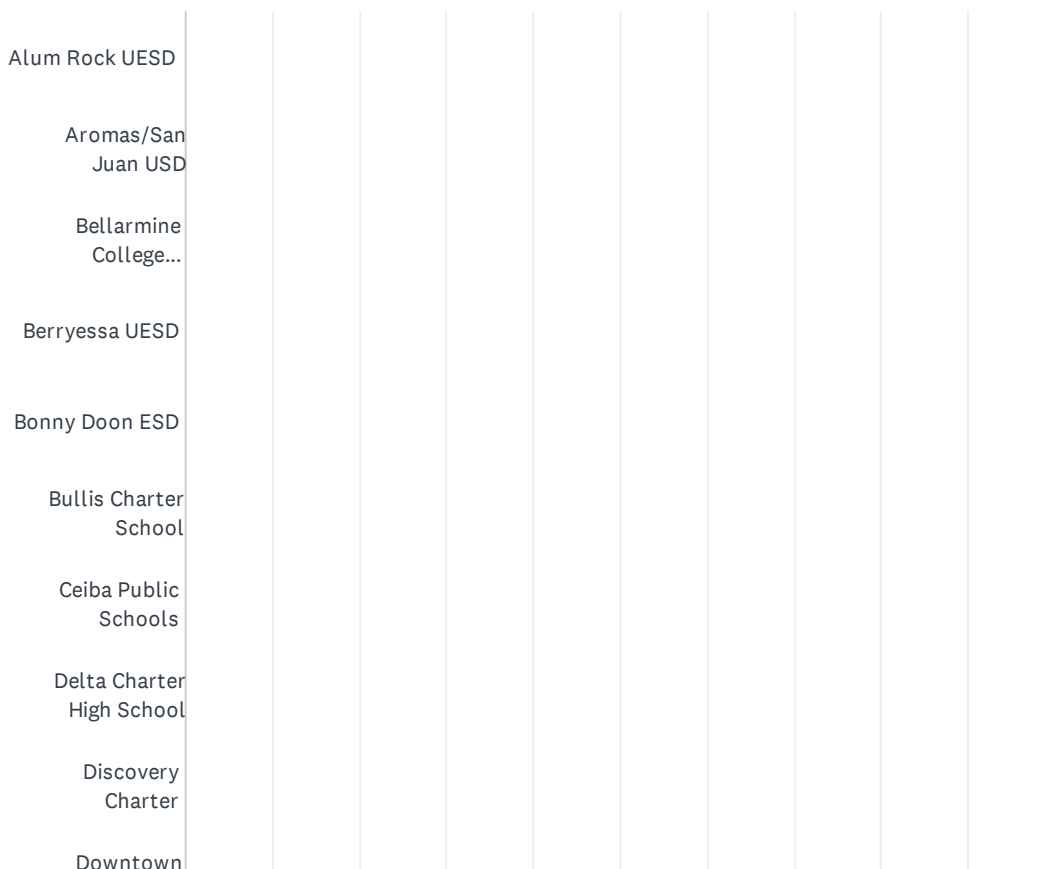 Alum Rock UESD
Aromas/San
Juan USD
Bellarmine
College...
Berryessa UESD
Bonny Doon ESD
Bullis Charter
School
Ceiba Public
Schools
Delta Charter
High School
Discovery
Charter
Downtown